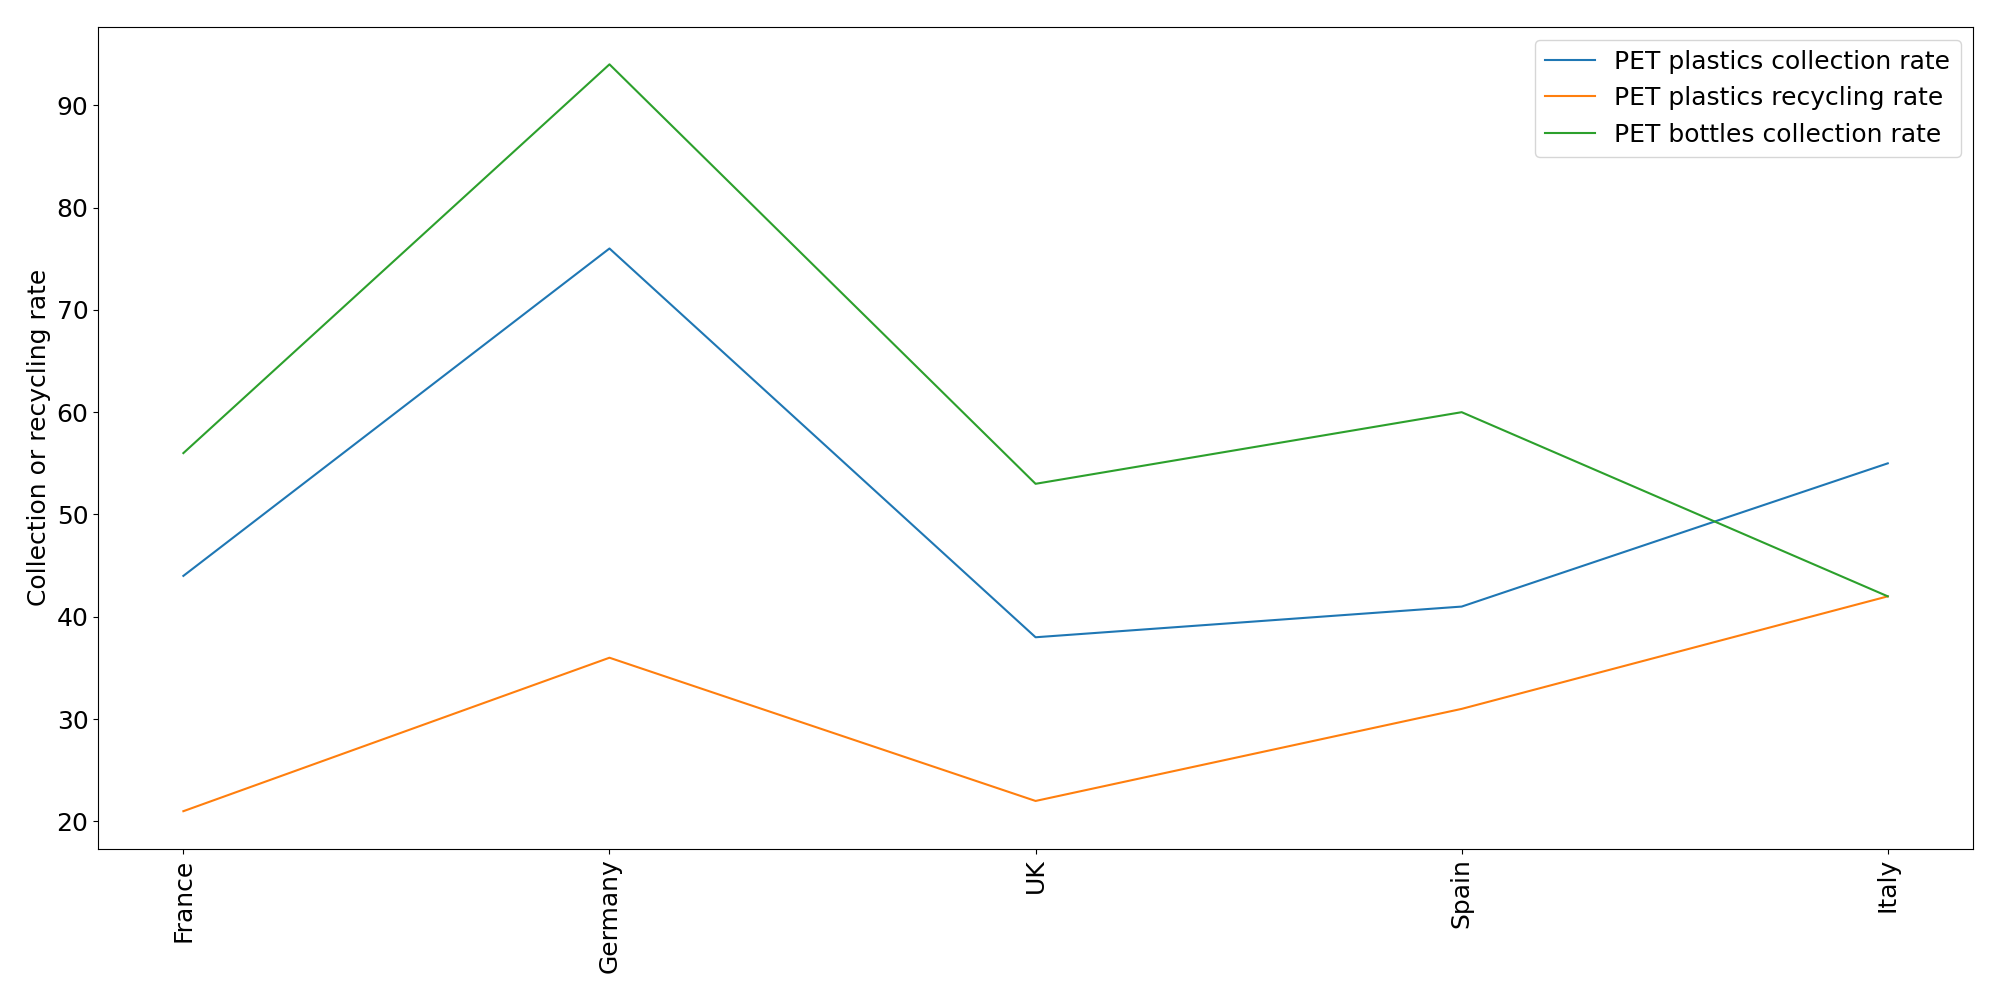 PET plastics collection rate
PET plastics recycling rate
PET bottles collection rate
Collection or recycling rate
90
80
70
60
50
40
30
20
France
Germany
UK
Spain
Italy